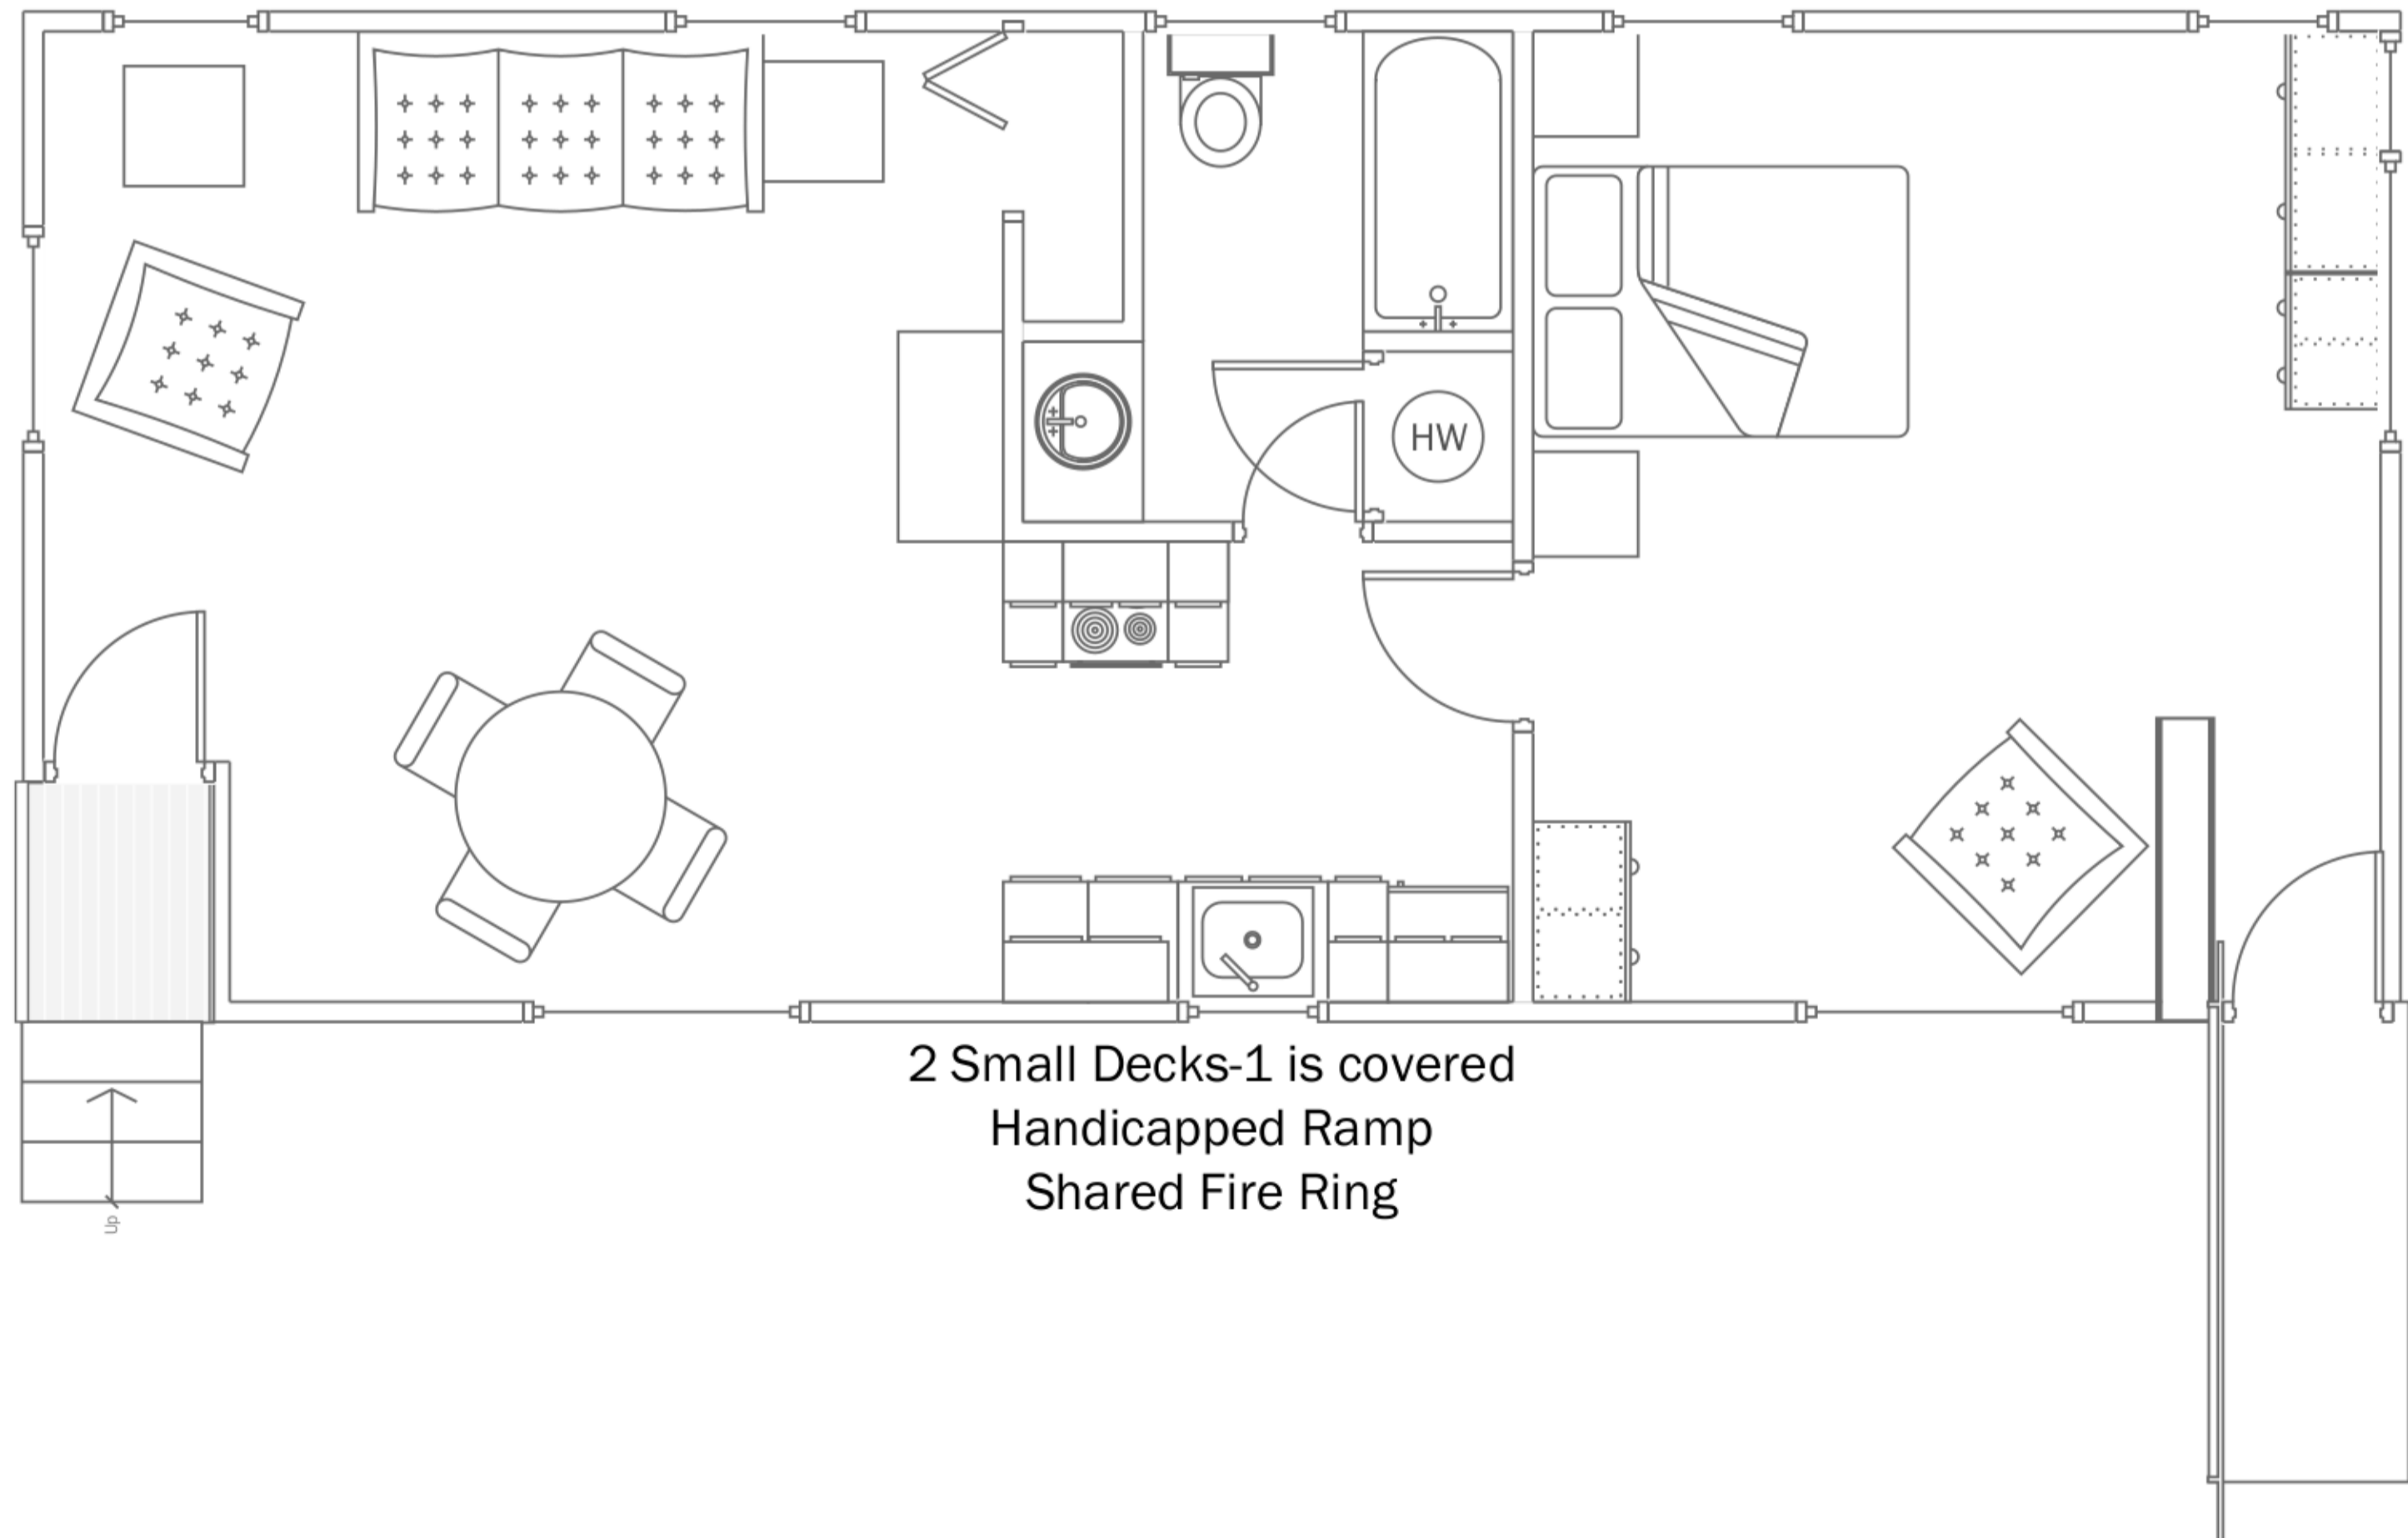 HW
2 Small Decks-1 is covered
Handicapped Ramp
Shared Fire Ring
Up